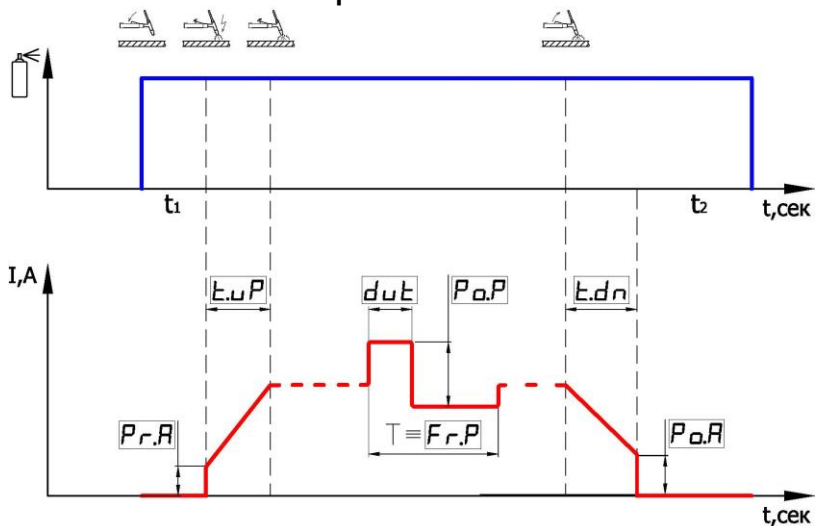 t1
t2
t,сек
I,A
t.uP
dut
Po.P
t.dn
Pr.A
T ≡ Fr.P
Po.A
t,сек